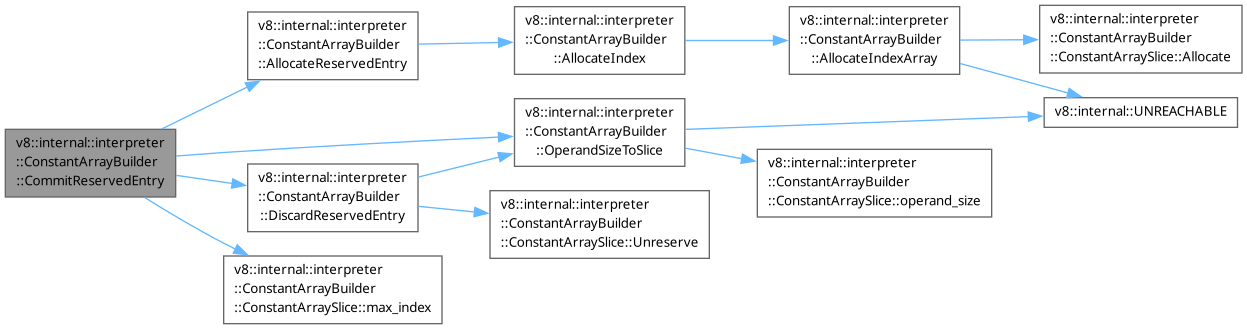 v8::internal::interpreter
::ConstantArrayBuilder
::CommitReservedEntry
v8::internal::interpreter
::ConstantArrayBuilder
::AllocateReservedEntry
v8::internal::interpreter
::ConstantArrayBuilder
::AllocateIndex
v8::internal::interpreter
::ConstantArrayBuilder
::AllocateIndexArray
v8::internal::interpreter
::ConstantArrayBuilder
::ConstantArraySlice::Allocate
v8::internal::UNREACHABLE
v8::internal::interpreter
::ConstantArrayBuilder
::OperandSizeToSlice
v8::internal::interpreter
::ConstantArrayBuilder
::ConstantArraySlice::operand_size
v8::internal::interpreter
::ConstantArrayBuilder
::DiscardReservedEntry
v8::internal::interpreter
::ConstantArrayBuilder
::ConstantArraySlice::Unreserve
v8::internal::interpreter
::ConstantArrayBuilder
::ConstantArraySlice::max_index